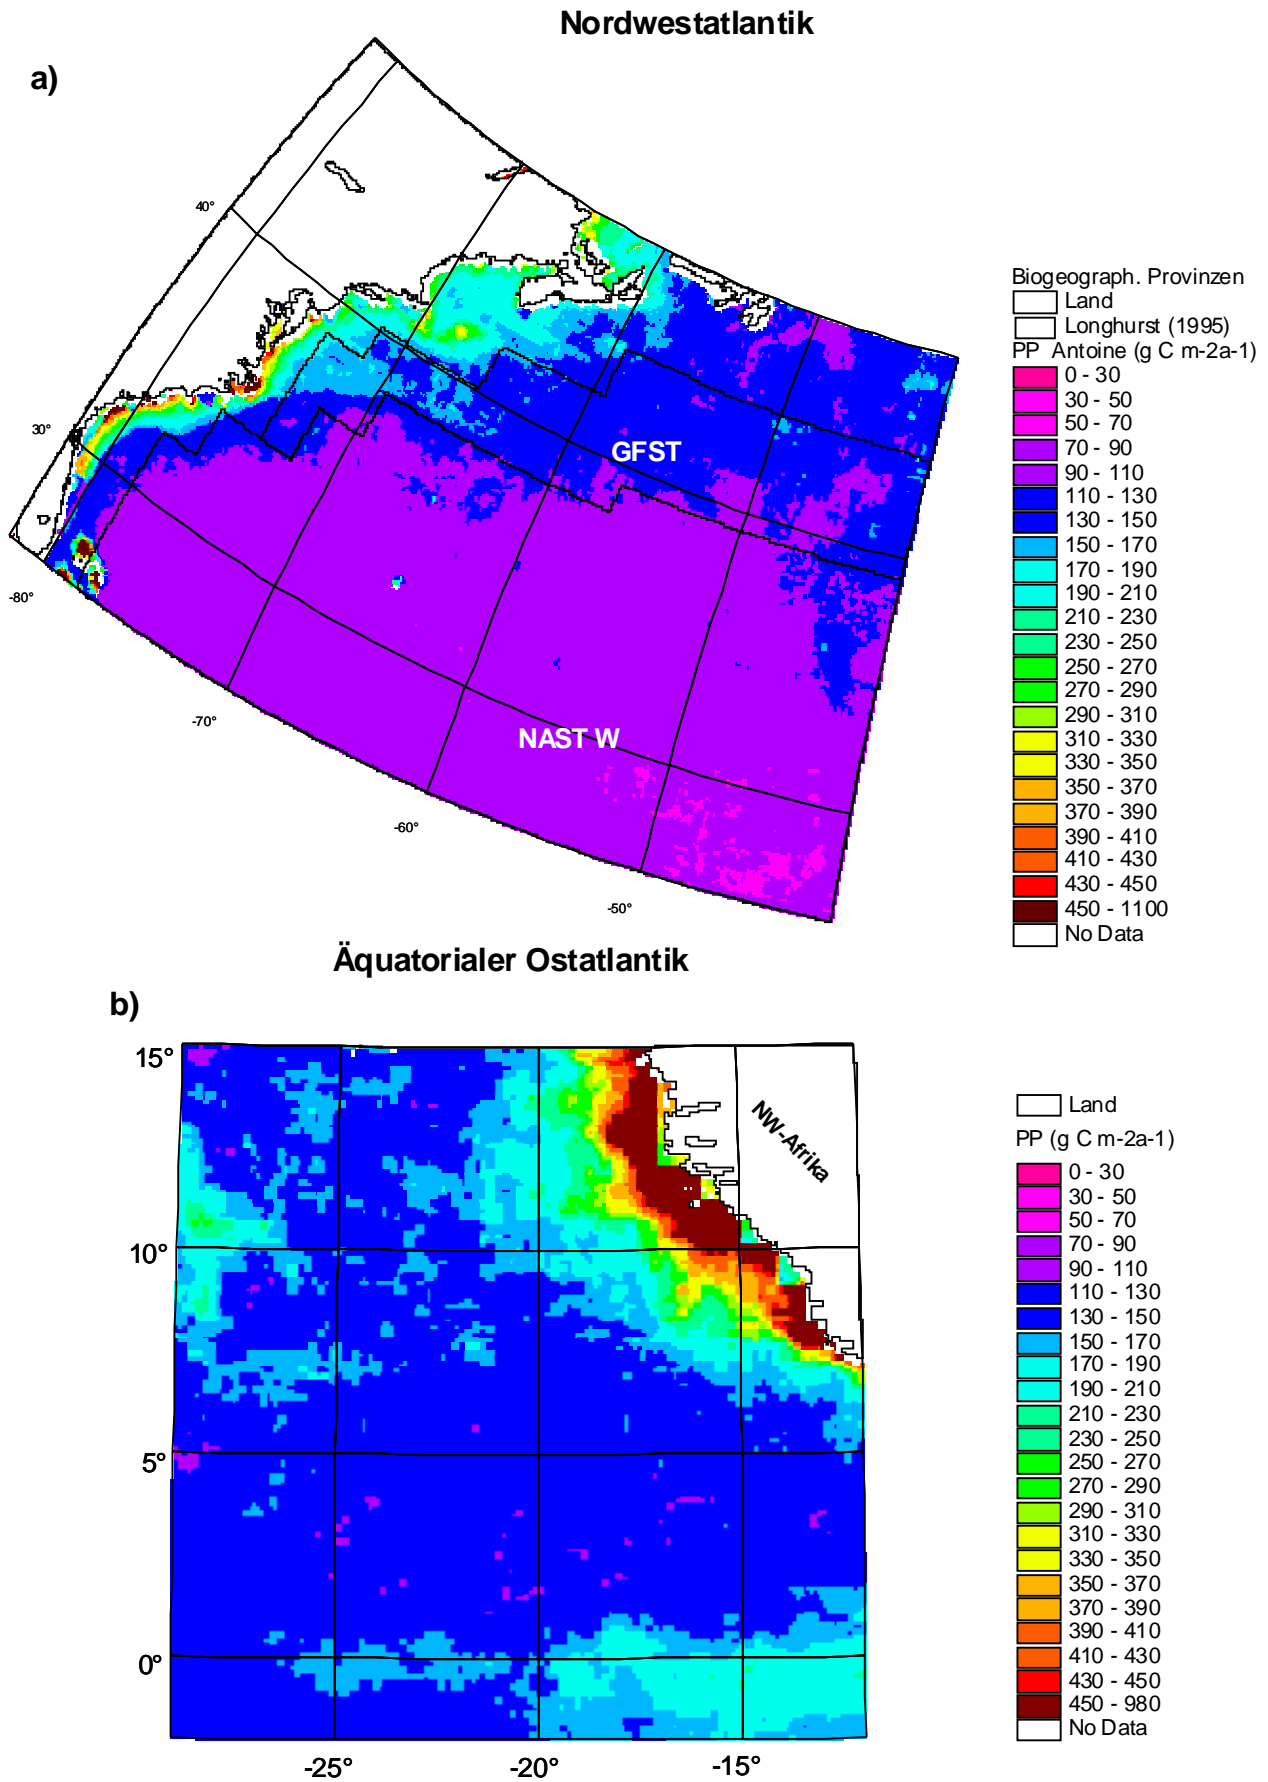 Nordwestatlantik
a)
40°
30°
-80°
-70°
-60°
-50°
GFST
NAST W
Biogeograph. Provinzen
Land
Longhurst (1995)
PP Antoine (g C m-2a-1)
0 - 30
30 - 50
50 - 70
70 - 90
90 - 110
110 - 130
130 - 150
150 - 170
170 - 190
190 - 210
210 - 230
230 - 250
250 - 270
270 - 290
290 - 310
310 - 330
330 - 350
350 - 370
370 - 390
390 - 410
410 - 430
430 - 450
450 - 1100
No Data
Äquatorialer Ostatlantik
b)
15°
10°
5°
0°
-25°
-20°
-15°
NW-Afrika
Land
PP (g C m-2a-1)
0 - 30
30 - 50
50 - 70
70 - 90
90 - 110
110 - 130
130 - 150
150 - 170
170 - 190
190 - 210
210 - 230
230 - 250
250 - 270
270 - 290
290 - 310
310 - 330
330 - 350
350 - 370
370 - 390
390 - 410
410 - 430
430 - 450
450 - 980
No Data